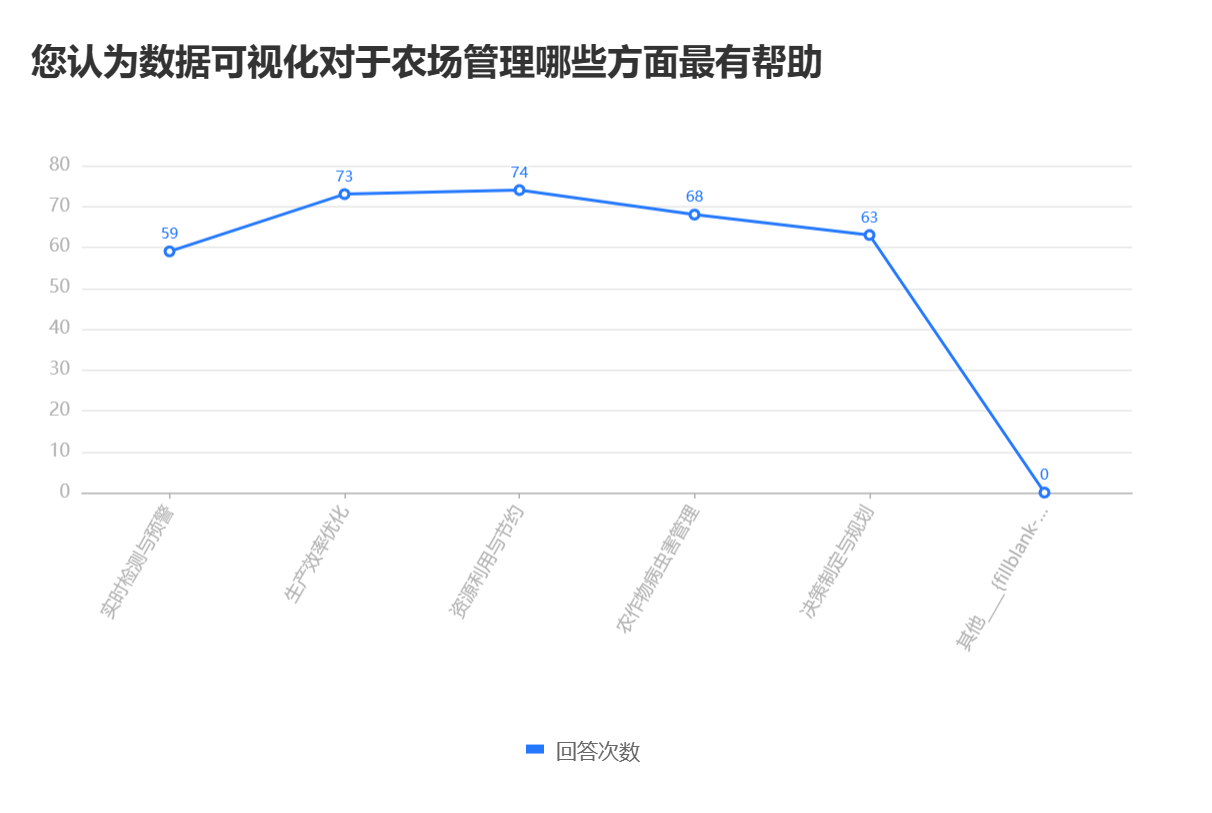 您认为数据可视化对于农场管理哪些方面最有帮助
80
70
60
50
40
30
20
10
0
59
73
74
68
63
0
实时检测与预警
生产效率优化
资源利用与节约
农作物病虫害管理
决策制定与规划
其他___(fillblank-...
回答次数